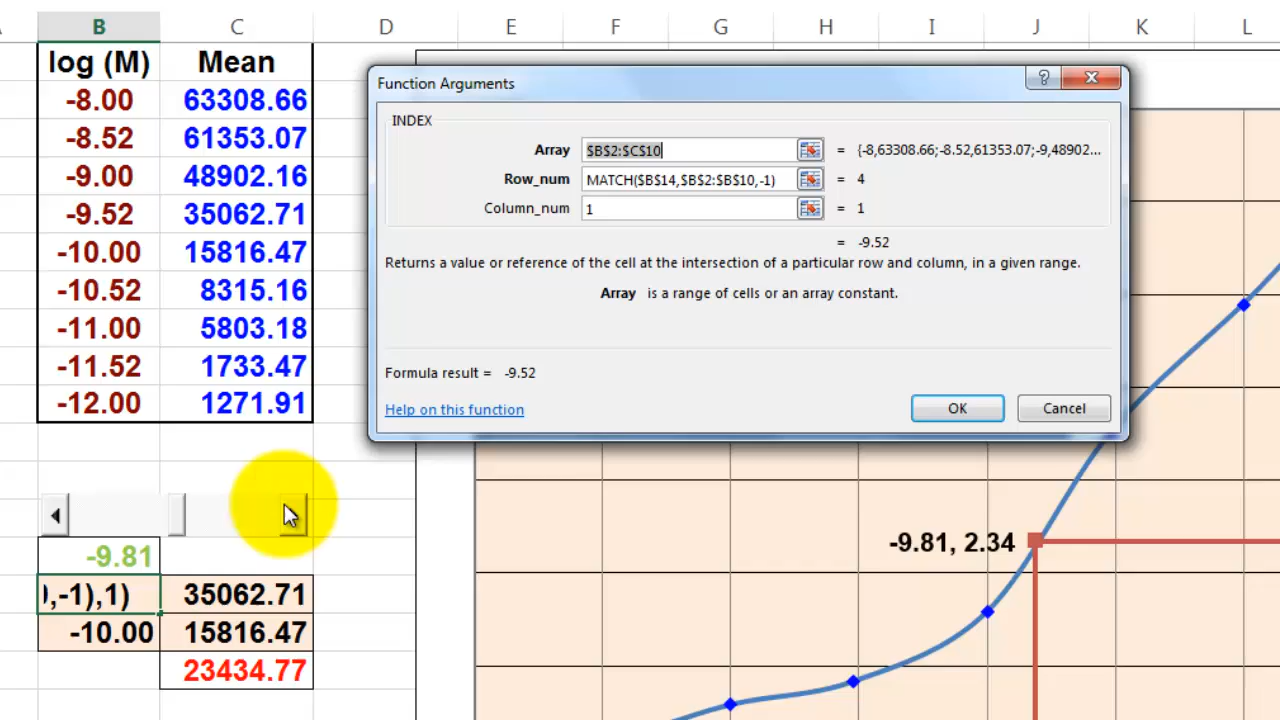 B C D E F G H I J K L
log (M) Mean
-8.00 63308.66
-8.52 61353.07
-9.00 48902.16
-9.52 35062.71
-10.00 15816.47
-10.52 8315.16
-11.00 5803.18
-11.52 1733.47
-12.00 1271.91
-9.81
,-1),1) 35062.71
-10.00 15816.47
23434.77
Function Arguments
?
INDEX
Array $B$2:$C$10 = {-8,63308.66;-8.52,61353.07;-9,48902...
Row_num MATCH($B$14,$B$2:$B$10,-1) = 4
Column_num 1 = 1
= -9.52
Returns a value or reference of the cell at the intersection of a particular row and column, in a given range.
Array is a range of cells or an array constant.
Formula result = -9.52
Help on this function OK Cancel
-9.81, 2.34